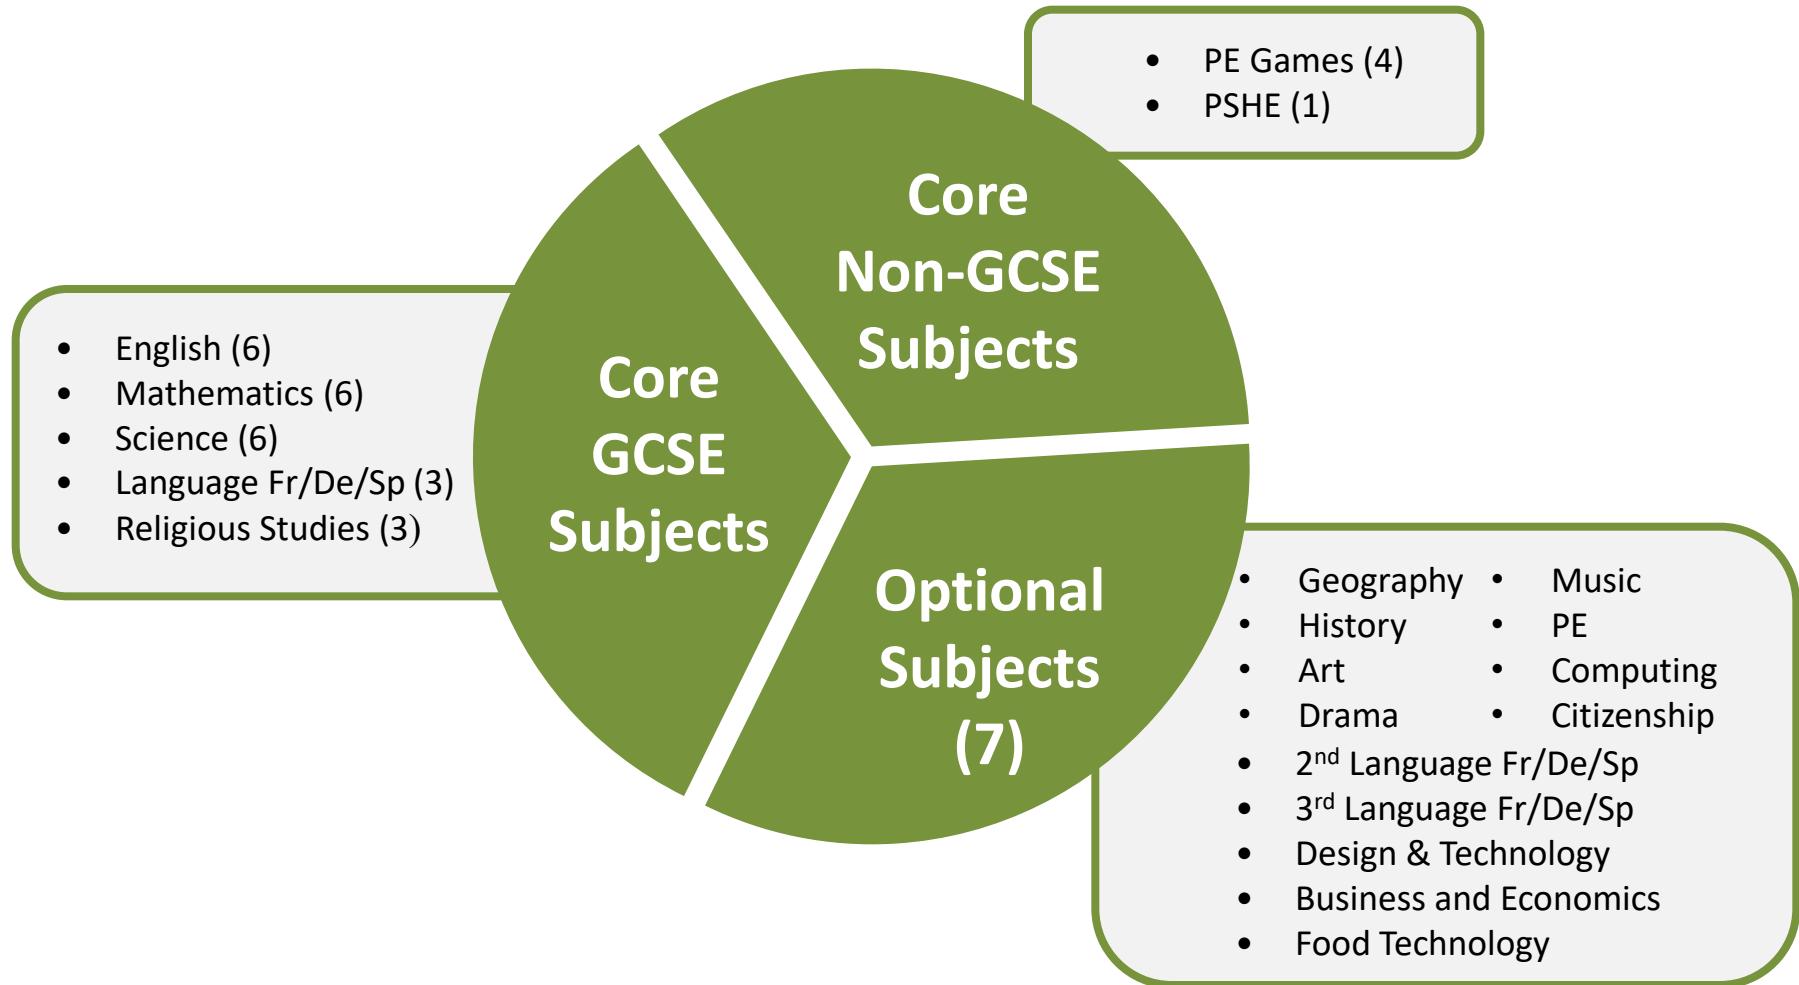 • PE Games (4)
• PSHE (1)
Core
Non-GCSE
Subjects
• English (6)
• Mathematics (6)
• Science (6)
• Language Fr/De/Sp (3)
• Religious Studies (3)
Core
GCSE
Subjects
Optional
Subjects
(7)
• Geography • Music
• History • PE
• Art • Computing
• Drama • Citizenship
• 2nd Language Fr/De/Sp
• 3rd Language Fr/De/Sp
• Design & Technology
• Business and Economics
• Food Technology